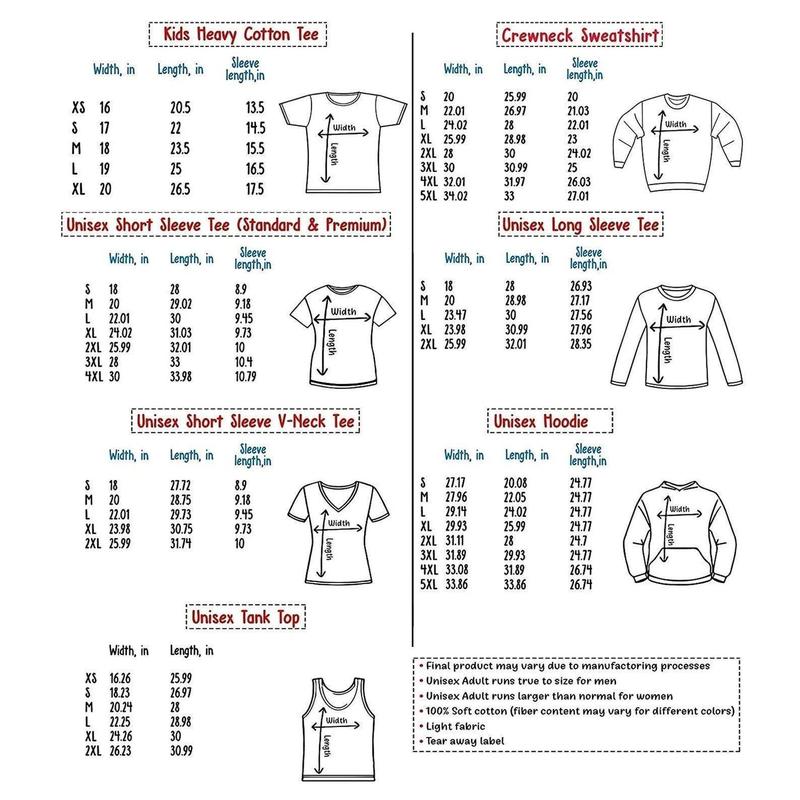 Kids Heavy Cotton Tee
Width, in Length, in Sleeve length,in
XS 16 20.5 13.5
S 17 22 14.5
M 18 23.5 15.5
L 19 25 16.5
XL 20 26.5 17.5
Width
Length
Unisex Short Sleeve Tee (Standard & Premium)
Width, in Length, in Sleeve length,in
S 18 28 8.9
M 20 29.02 9.18
L 22.01 30 9.45
XL 24.02 31.03 9.73
2XL 25.99 32.01 10
3XL 28 33 10.4
4XL 30 33.98 10.79
Width
Length
Unisex Short Sleeve V-Neck Tee
Width, in Length, in Sleeve length,in
S 18 27.72 8.9
M 20 28.75 9.18
L 22.01 29.73 9.45
XL 23.98 30.75 9.73
2XL 25.99 31.74 10
Width
Length
Unisex Tank Top
Width, in Length, in
XS 16.26 25.99
S 18.23 26.97
M 20.24 28
L 22.25 28.98
XL 24.26 30
2XL 26.23 30.99
Width
Length
Crewneck Sweatshirt
Width, in Length, in Sleeve length,in
S 20 25.99 20
M 22.01 26.97 21.03
L 24.02 28 22.01
XL 25.99 28.98 23
2XL 28 30 24.02
3XL 30 30.99 25
4XL 32.01 31.97 26.03
5XL 34.02 33 27.01
Width
Length
Unisex Long Sleeve Tee
Width, in Length, in Sleeve length,in
S 18 28 26.93
M 20 28.98 27.17
L 23.47 30 27.56
XL 23.98 30.99 27.96
2XL 25.99 32.01 28.35
Width
Length
Unisex Hoodie
Width, in Length, in Sleeve length,in
S 27.17 20.08 24.77
M 27.96 22.05 24.77
L 29.14 24.02 24.77
XL 29.93 25.99 24.77
2XL 31.11 28 24.7
3XL 31.89 29.93 24.77
4XL 33.08 31.89 26.74
5XL 33.86 33.86 26.74
Width
Length
• Final product may vary due to manufactoring processes
• Unisex Adult runs true to size for men
• Unisex Adult runs larger than normal for women
• 100% Soft cotton (fiber content may vary for different colors)
• Light fabric
• Tear away label